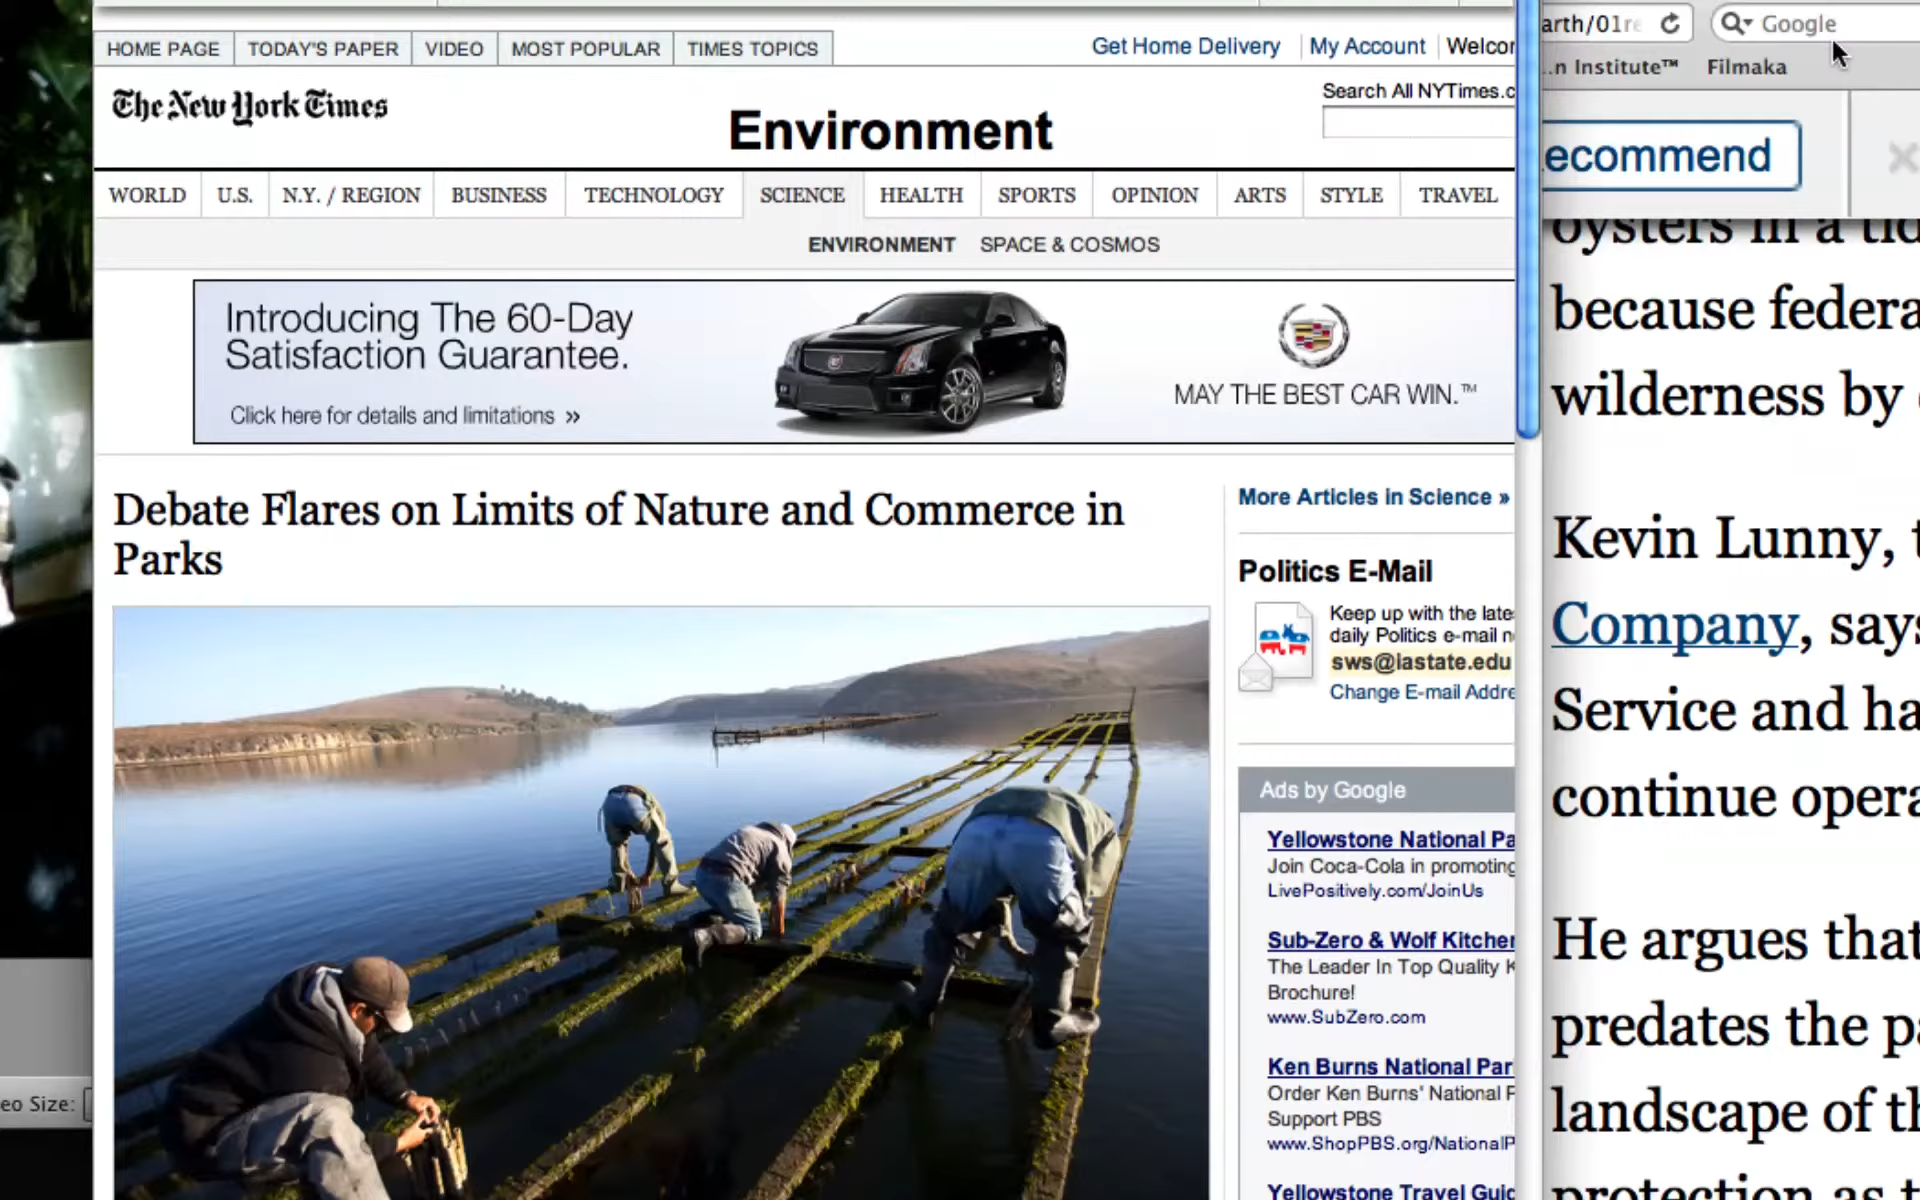 HOME PAGE TODAY'S PAPER VIDEO MOST POPULAR TIMES TOPICS
Get Home Delivery My Account
The New York Times
Environment
Search All NYTimes.c
WORLD U.S. N.Y. / REGION BUSINESS TECHNOLOGY SCIENCE HEALTH SPORTS OPINION ARTS STYLE TRAVEL
ENVIRONMENT SPACE & COSMOS
Introducing The 60-Day
Satisfaction Guarantee.
Click here for details and limitations »
MAY THE BEST CAR WIN.™
Debate Flares on Limits of Nature and Commerce in
Parks
More Articles in Science »
Politics E-Mail
Keep up with the late
daily Politics e-mail n
sws@iastate.edu
Change E-mail Addre
Ads by Google
Yellowstone National Pa
Join Coca-Cola in promoting
LivePositively.com/JoinUs
Sub-Zero & Wolf Kitche
The Leader In Top Quality K
Brochure!
www.SubZero.com
Ken Burns National Par
Order Ken Burns' National P
Support PBS
www.ShopPBS.org/NationalP
Yellowstone Travel Gui
eo Size:
arth/01re Google
..n Institute™ Filmaka
ecommend
oysters in a tid
because federa
wilderness by
Kevin Lunny, t
Company, says
Service and ha
continue opera
He argues that
predates the pa
landscape of th
protection as t